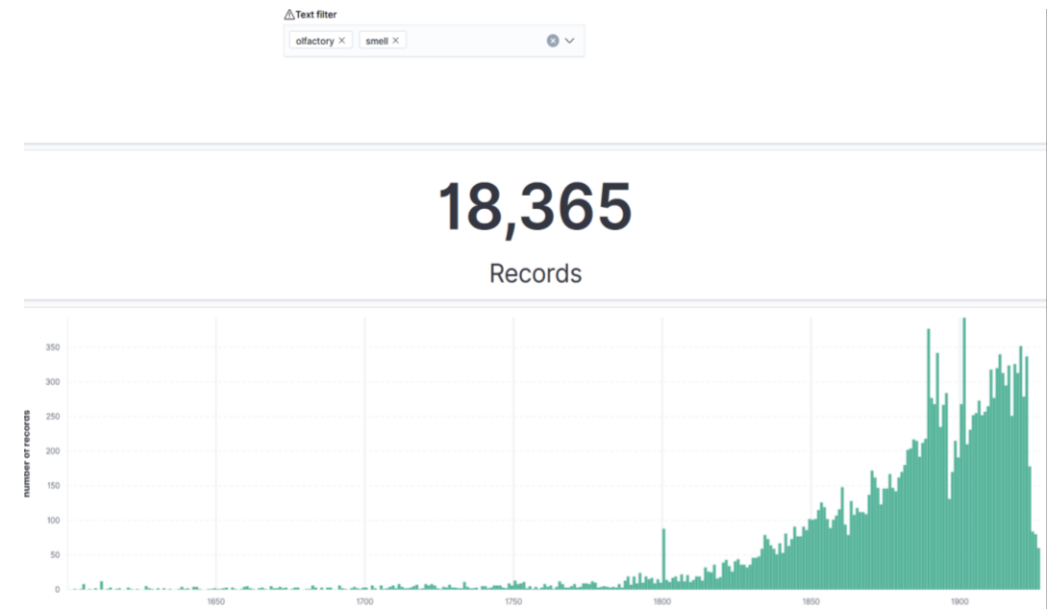 ⚠Text filter
olfactory × smell ×
18,365
Records
number of records
350
300
250
200
150
100
50
0
1650 1700 1750 1800 1850 1900